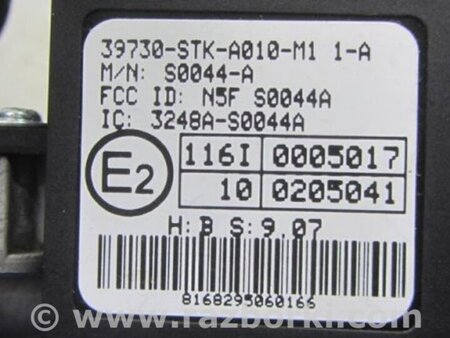 39730-STK-A010-M1 1-A
M/N: S0044-A
FCC ID: N5F S0044A
IC: 3248A-S0044A
E2
116I 0005017
10 0205041
H: B S: 9.07
8168295060166
© www.razborki.com